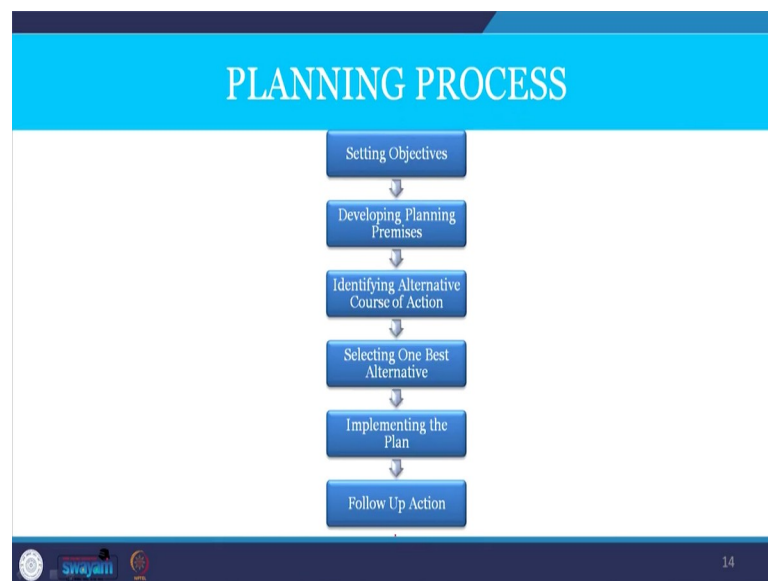 PLANNING PROCESS
Setting Objectives
Developing Planning
Premises
Identifying Alternative
Course of Action
Selecting One Best
Alternative
Implementing the
Plan
Follow Up Action
swayam
14